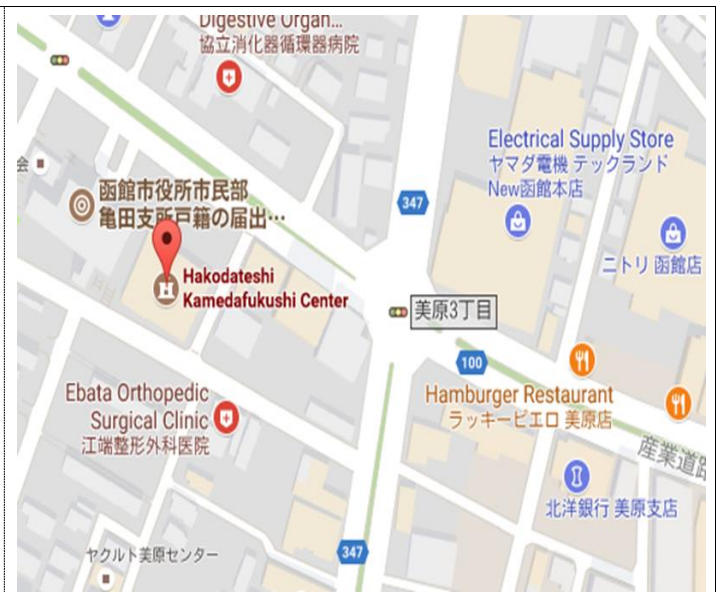 Digestive Organ...
協立消化器循環器病院
会
函館市役所市民部
亀田支所戸籍の届出…
Hakodateshi
Kamedafukushi Center
347
Electrical Supply Store
ヤマダ電機 テックランド
New函館本店
ニトリ 函館店
美原3丁目
100
Hamburger Restaurant
ラッキーピエロ 美原店
産業道路
Ebata Orthopedic
Surgical Clinic
江端整形外科医院
北洋銀行 美原支店
ヤクルト美原センター
347